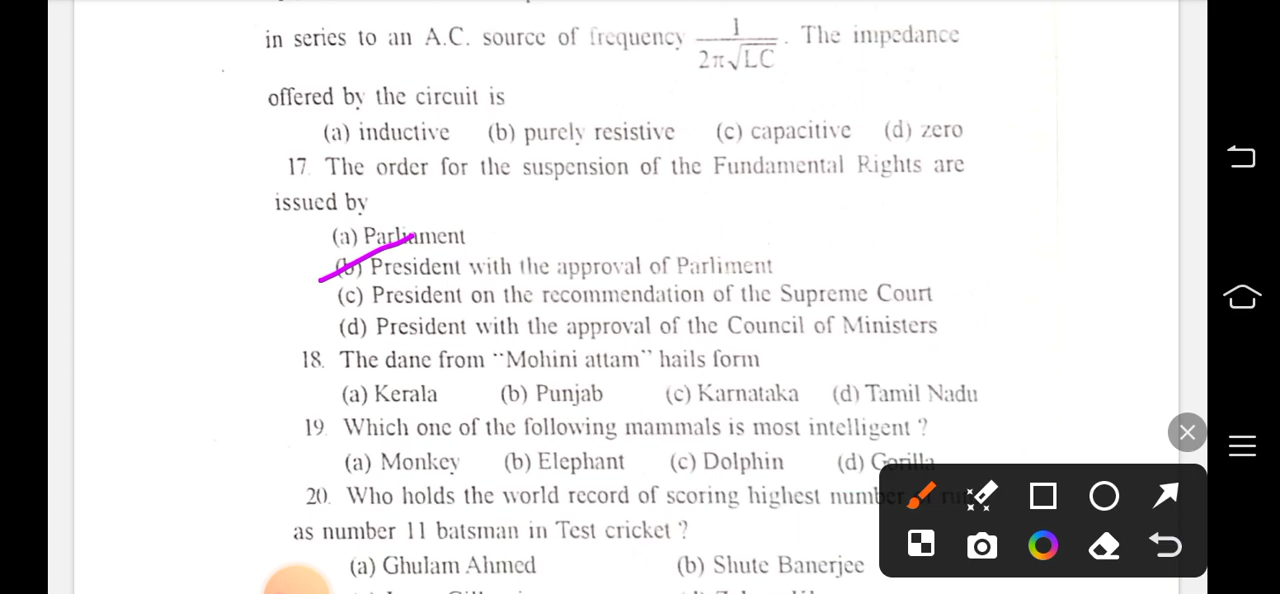 in series to an A.C. source of frequency 1 / 2π√LC . The impedance
offered by the circuit is
(a) inductive (b) purely resistive (c) capacitive (d) zero
17. The order for the suspension of the Fundamental Rights are
issued by
(a) Parliament
(b) President with the approval of Parliment
(c) President on the recommendation of the Supreme Court
(d) President with the approval of the Council of Ministers
18. The dane from "Mohini attam" hails form
(a) Kerala (b) Punjab (c) Karnataka (d) Tamil Nadu
19. Which one of the following mammals is most intelligent ?
(a) Monkey (b) Elephant (c) Dolphin (d) Gorilla
20. Who holds the world record of scoring highest number
as number 11 batsman in Test cricket ?
(a) Ghulam Ahmed (b) Shute Banerjee